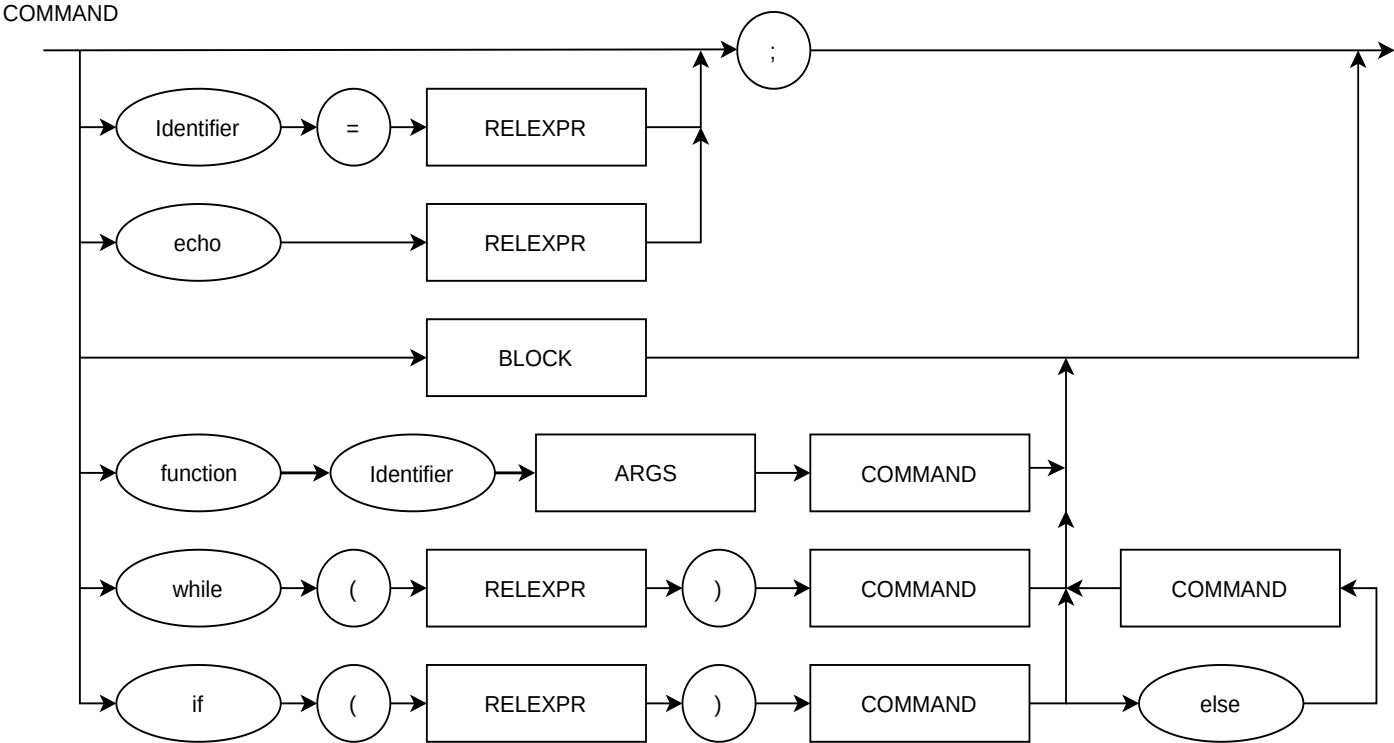 COMMAND
;
Identifier = RELEXPR
echo RELEXPR
BLOCK
function Identifier ARGS COMMAND
while ( RELEXPR ) COMMAND COMMAND
if ( RELEXPR ) COMMAND else